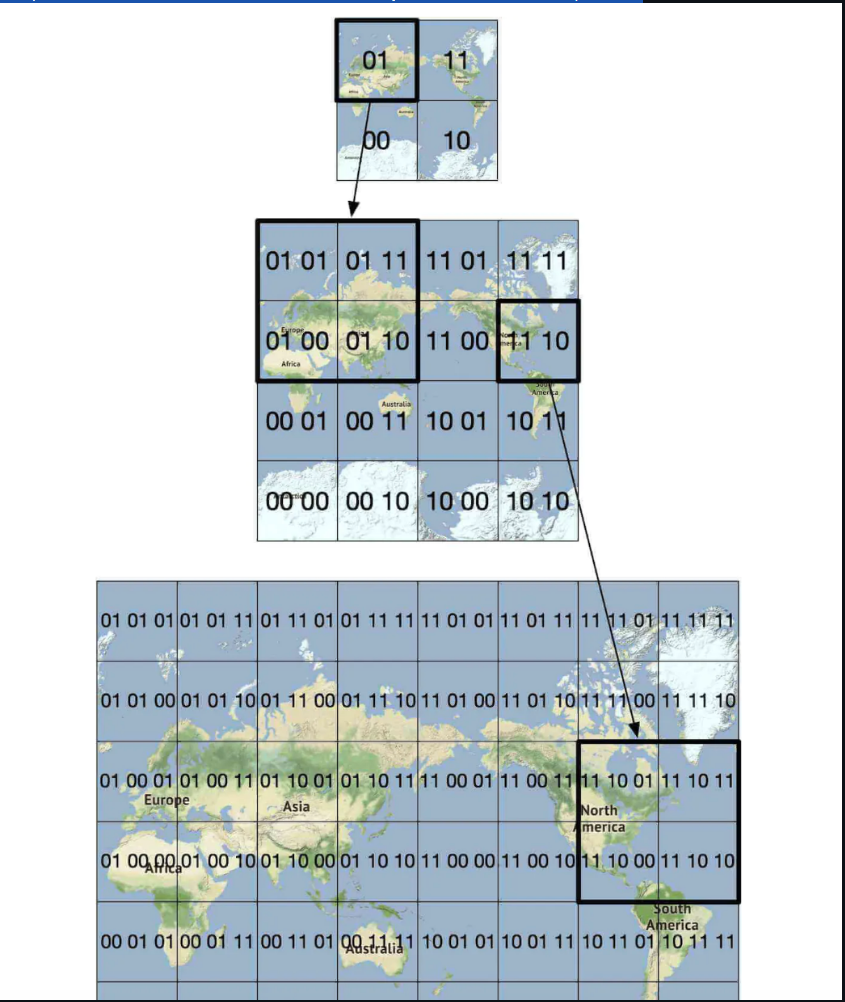 01 11
00 10
01 01 01 11 11 01 11 11
Europe
01 00 01 10 11 00 11 10
Africa
South
America
Australia
00 01 00 11 10 01 10 11
00 00 00 10 10 00 10 10
01 01 01 01 01 11 01 11 01 01 11 11 11 01 01 11 01 11 11 11 01 11 11 11
01 01 00 01 01 10 01 11 00 01 11 10 11 01 00 11 01 10 11 11 00 11 11 10
01 00 01 01 00 11 01 10 01 01 10 11 11 00 01 11 00 11 11 10 01 11 10 11
Europe Asia
North
America
01 00 00 01 00 10 01 10 00 01 10 10 11 00 00 11 00 10 11 10 00 11 10 10
Africa
South
America
00 01 01 00 01 11 00 11 01 00 11 11 10 01 01 10 01 11 10 11 01 10 11 11
Australia